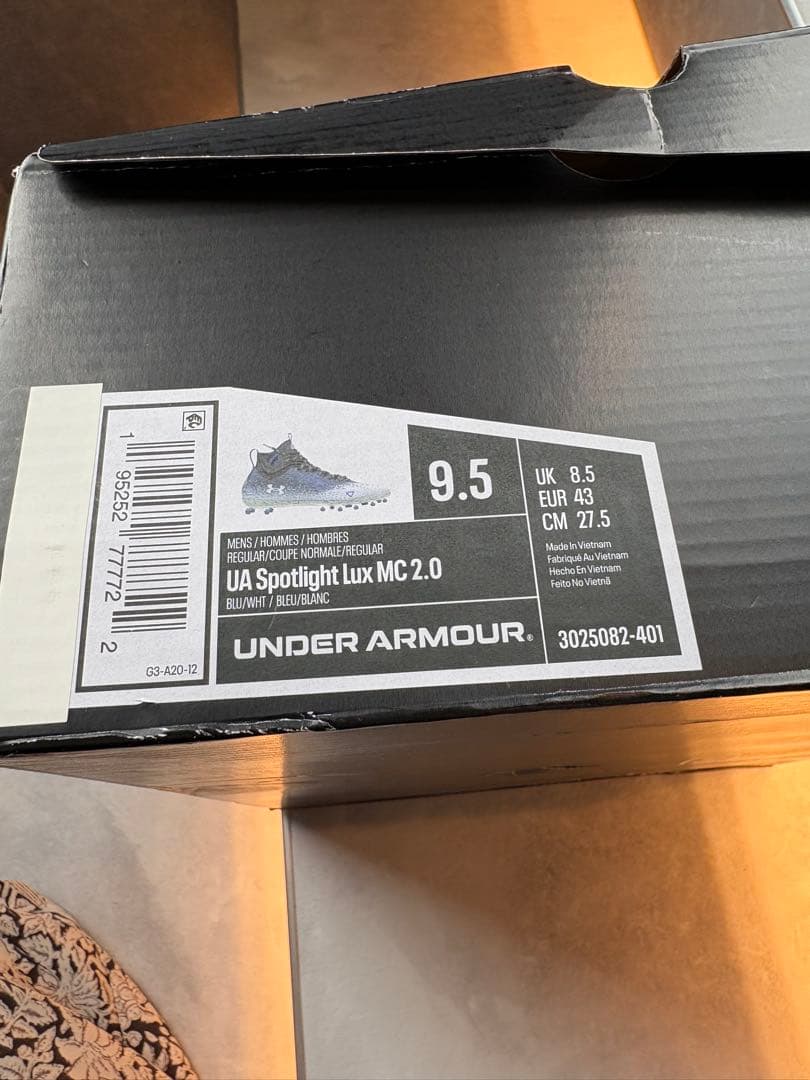 1 95252 77772 2
G3-A20-12
9.5
MENS / HOMMES / HOMBRES
REGULAR/COUPE NORMALE/REGULAR
UA Spotlight Lux MC 2.0
BLU/WHT / BLEU/BLANC
UNDER ARMOUR®
UK 8.5
EUR 43
CM 27.5
Made In Vietnam
Fabriqué Au Vietnam
Hecho En Vietnam
Feito No Vietnã
3025082-401